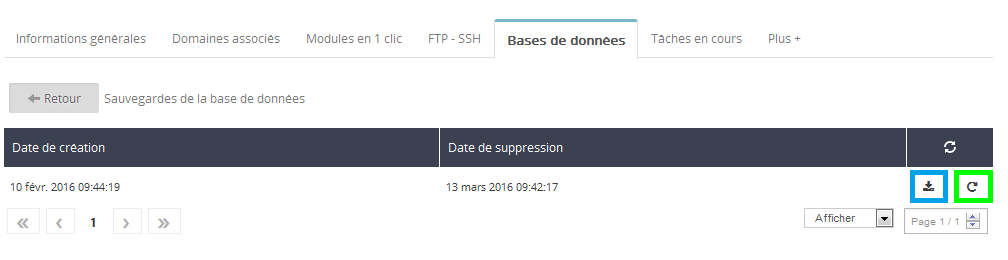 Informations générales Domaines associés Modules en 1 clic FTP - SSH Bases de données Tâches en cours Plus +
Retour Sauvegardes de la base de données
Date de création Date de suppression
10 févr. 2016 09:44:19 13 mars 2016 09:42:17
« ‹ 1 › » Afficher Page 1 / 1